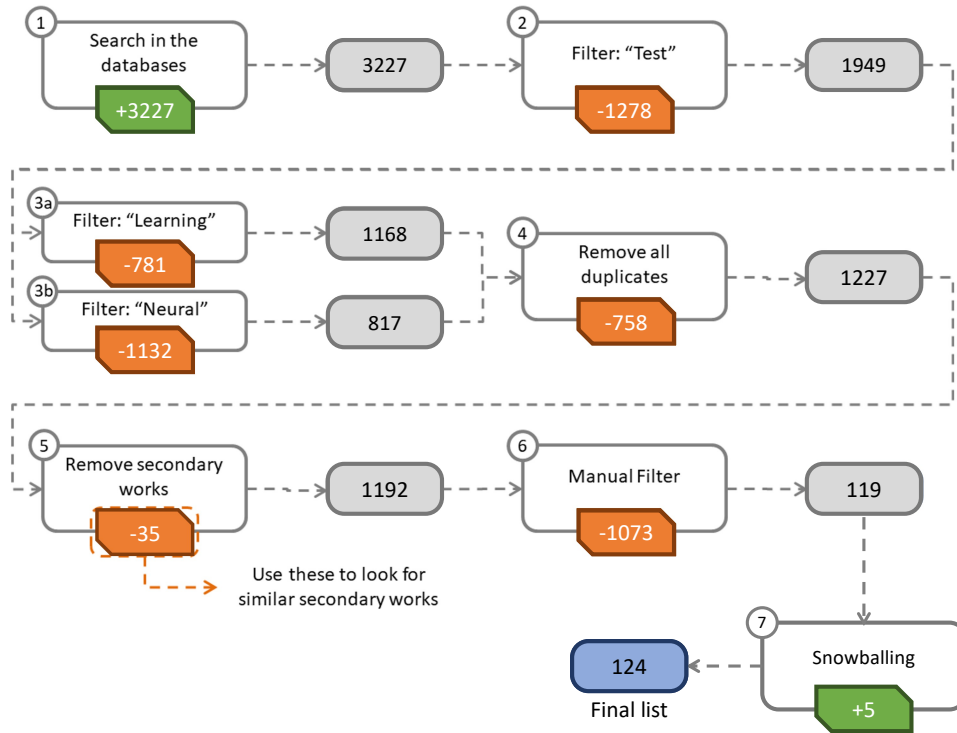 1
Search in the
databases
+3227
3227
2
Filter: “Test”
-1278
1949
3a
Filter: “Learning”
-781
1168
3b
Filter: “Neural”
-1132
817
4
Remove all
duplicates
-758
1227
5
Remove secondary
works
-35
Use these to look for
similar secondary works
1192
6
Manual Filter
-1073
119
7
Snowballing
+5
124
Final list